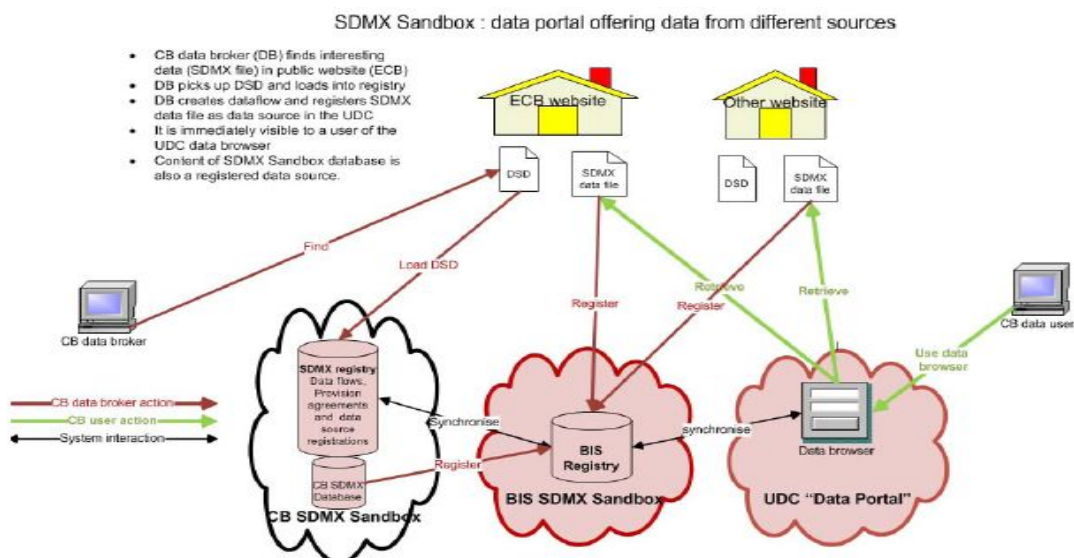 SDMX Sandbox : data portal offering data from different sources
• CB data broker (DB) finds interesting
data (SDMX file) in public website (ECB)
• DB picks up DSD and loads into registry
• DB creates dataflow and registers SDMX
data file as data source in the UDC
• It is immediately visible to a user of the
UDC data browser
• Content of SDMX Sandbox database is
also a registered data source.
ECB website
Other website
DSD
SDMX
data file
DSD
SDMX
data file
Find
Load DSD
Register
Retrieve
Register
Retrieve
CB data broker
CB data user
Use data
browser
SDMX registry
Data flows,
Provision
agreements
and data
source
registrations
CB SDMX
Database
CB SDMX Sandbox
Synchronise
Register
BIS
Registry
BIS SDMX Sandbox
synchronise
Data browser
UDC “Data Portal”
CB data broker action
CB user action
System interaction